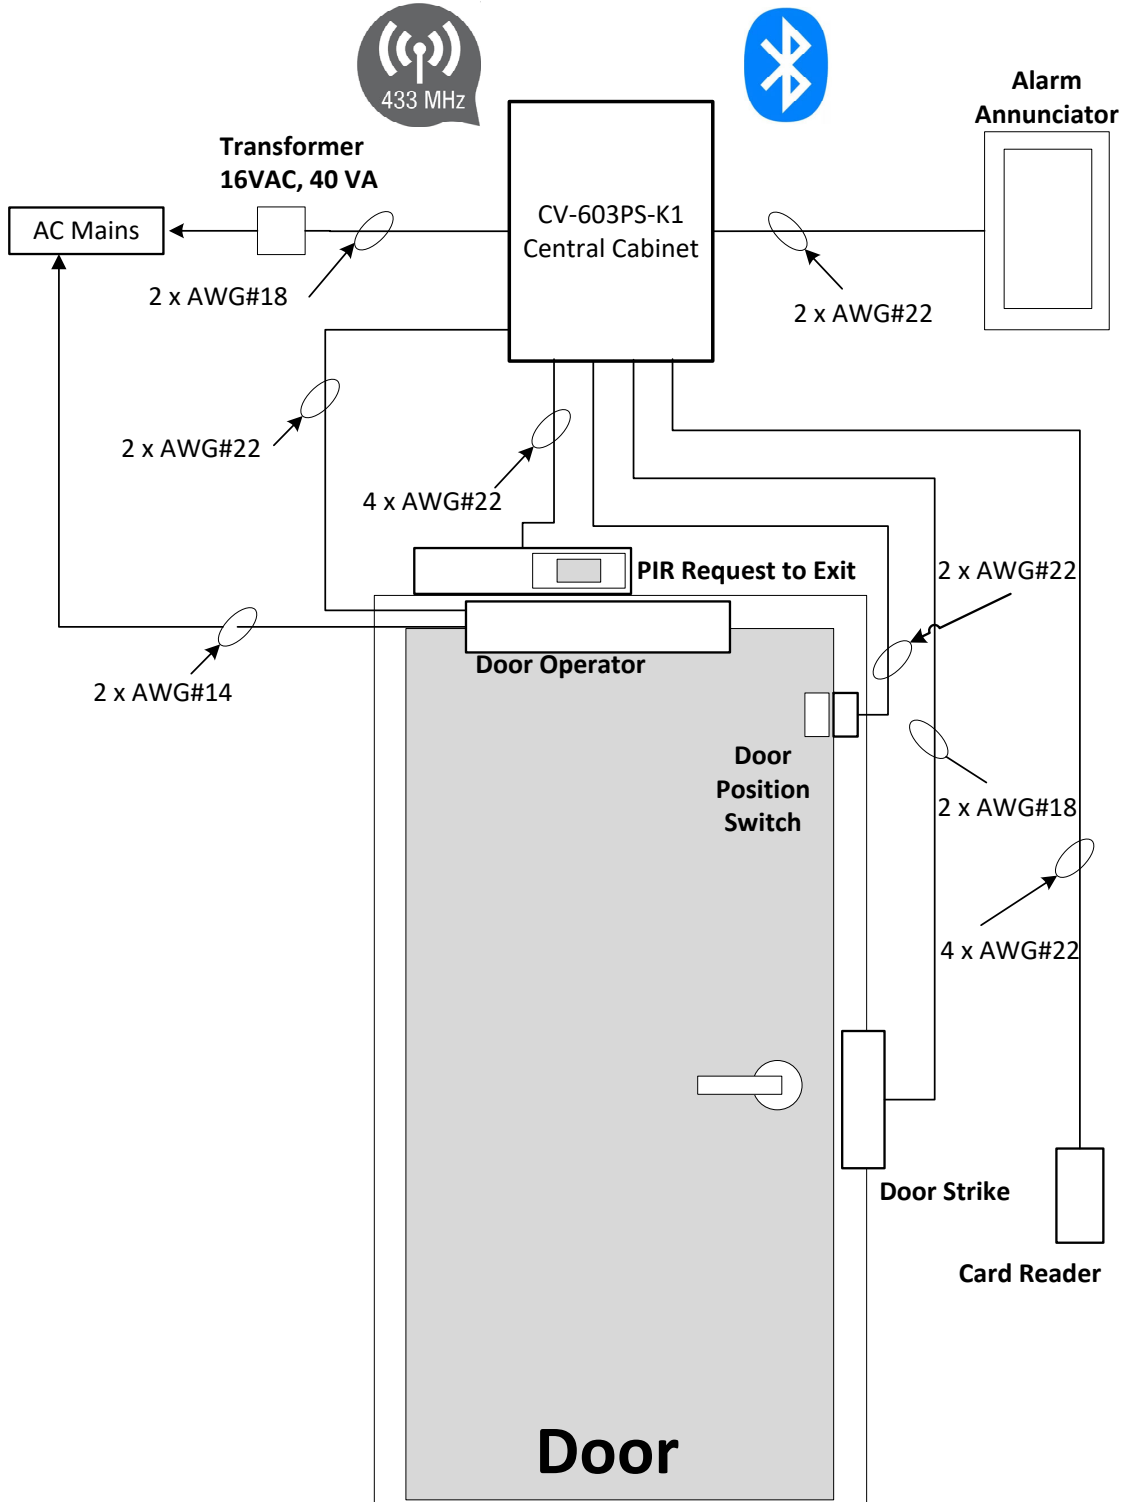 433 MHz
Alarm
Annunciator
Transformer
16VAC, 40 VA
AC Mains
CV-603PS-K1
Central Cabinet
2 x AWG#18
2 x AWG#22
2 x AWG#22
4 x AWG#22
PIR Request to Exit
2 x AWG#22
Door Operator
2 x AWG#14
Door
Position
Switch
2 x AWG#18
4 x AWG#22
Door Strike
Card Reader
Door